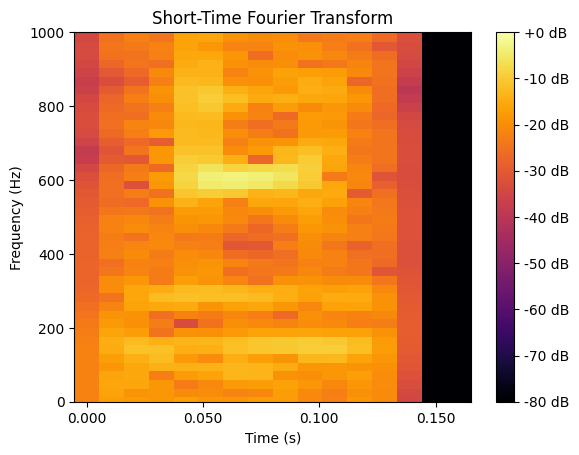 Short-Time Fourier Transform
Frequency (Hz)
1000
800
600
400
200
0
0.000
0.050
0.100
0.150
Time (s)
+0 dB
-10 dB
-20 dB
-30 dB
-40 dB
-50 dB
-60 dB
-70 dB
-80 dB